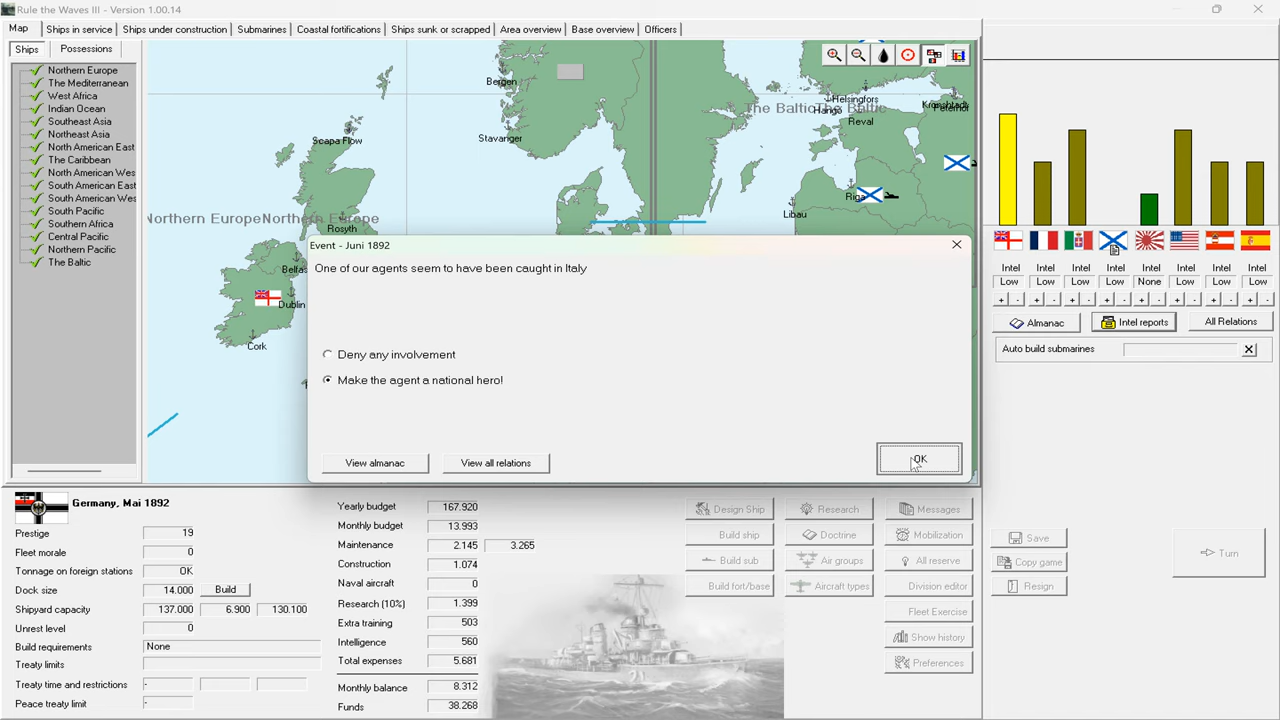 Rule the Waves III - Version 1.00.14
Map
Ships in service
Ships under construction
Submarines
Coastal fortifications
Ships sunk or scrapped
Area overview
Base overview
Officers
Ships
Possessions
Northern Europe
The Mediterranean
West Africa
Indian Ocean
Southeast Asia
Northeast Asia
North American East
The Caribbean
North American Wes
South American East
South American Wes
South Pacific
Southern Africa
Central Pacific
Northern Pacific
The Baltic
Bergen
Stavanger
Scapa Flow
Northern EuropeNorthern Europe
Rosyth
Belfas
Dublin
Cork
The BalticThe Baltic
Helsingfors
Reval
Riga
Libau
Event - Juni 1892
One of our agents seem to have been caught in Italy
Deny any involvement
Make the agent a national hero!
View almanac
View all relations
OK
Intel Intel Intel Intel Intel Intel Intel Intel
Low Low Low Low None Low Low Low
+ - + - + - + - + - + - + - + -
Almanac
Intel reports
All Relations
Auto build submarines
Germany, Mai 1892
Prestige 19
Fleet morale 0
Tonnage on foreign stations OK
Dock size 14.000 Build
Shipyard capacity 137.000 6.900 130.100
Unrest level 0
Build requirements None
Treaty limits
Treaty time and restrictions -
Peace treaty limit -
Yearly budget 167.920
Monthly budget 13.993
Maintenance 2.145 3.265
Construction 1.074
Naval aircraft 0
Research (10%) 1.399
Extra training 503
Intelligence 560
Total expenses 5.681
Monthly balance 8.312
Funds 38.268
Design Ship
Research
Messages
Build ship
Doctrine
Mobilization
Build sub
Air groups
All reserve
Build fort/base
Aircraft types
Division editor
Fleet Exercise
Show history
Preferences
Save
Copy game
Resign
Turn